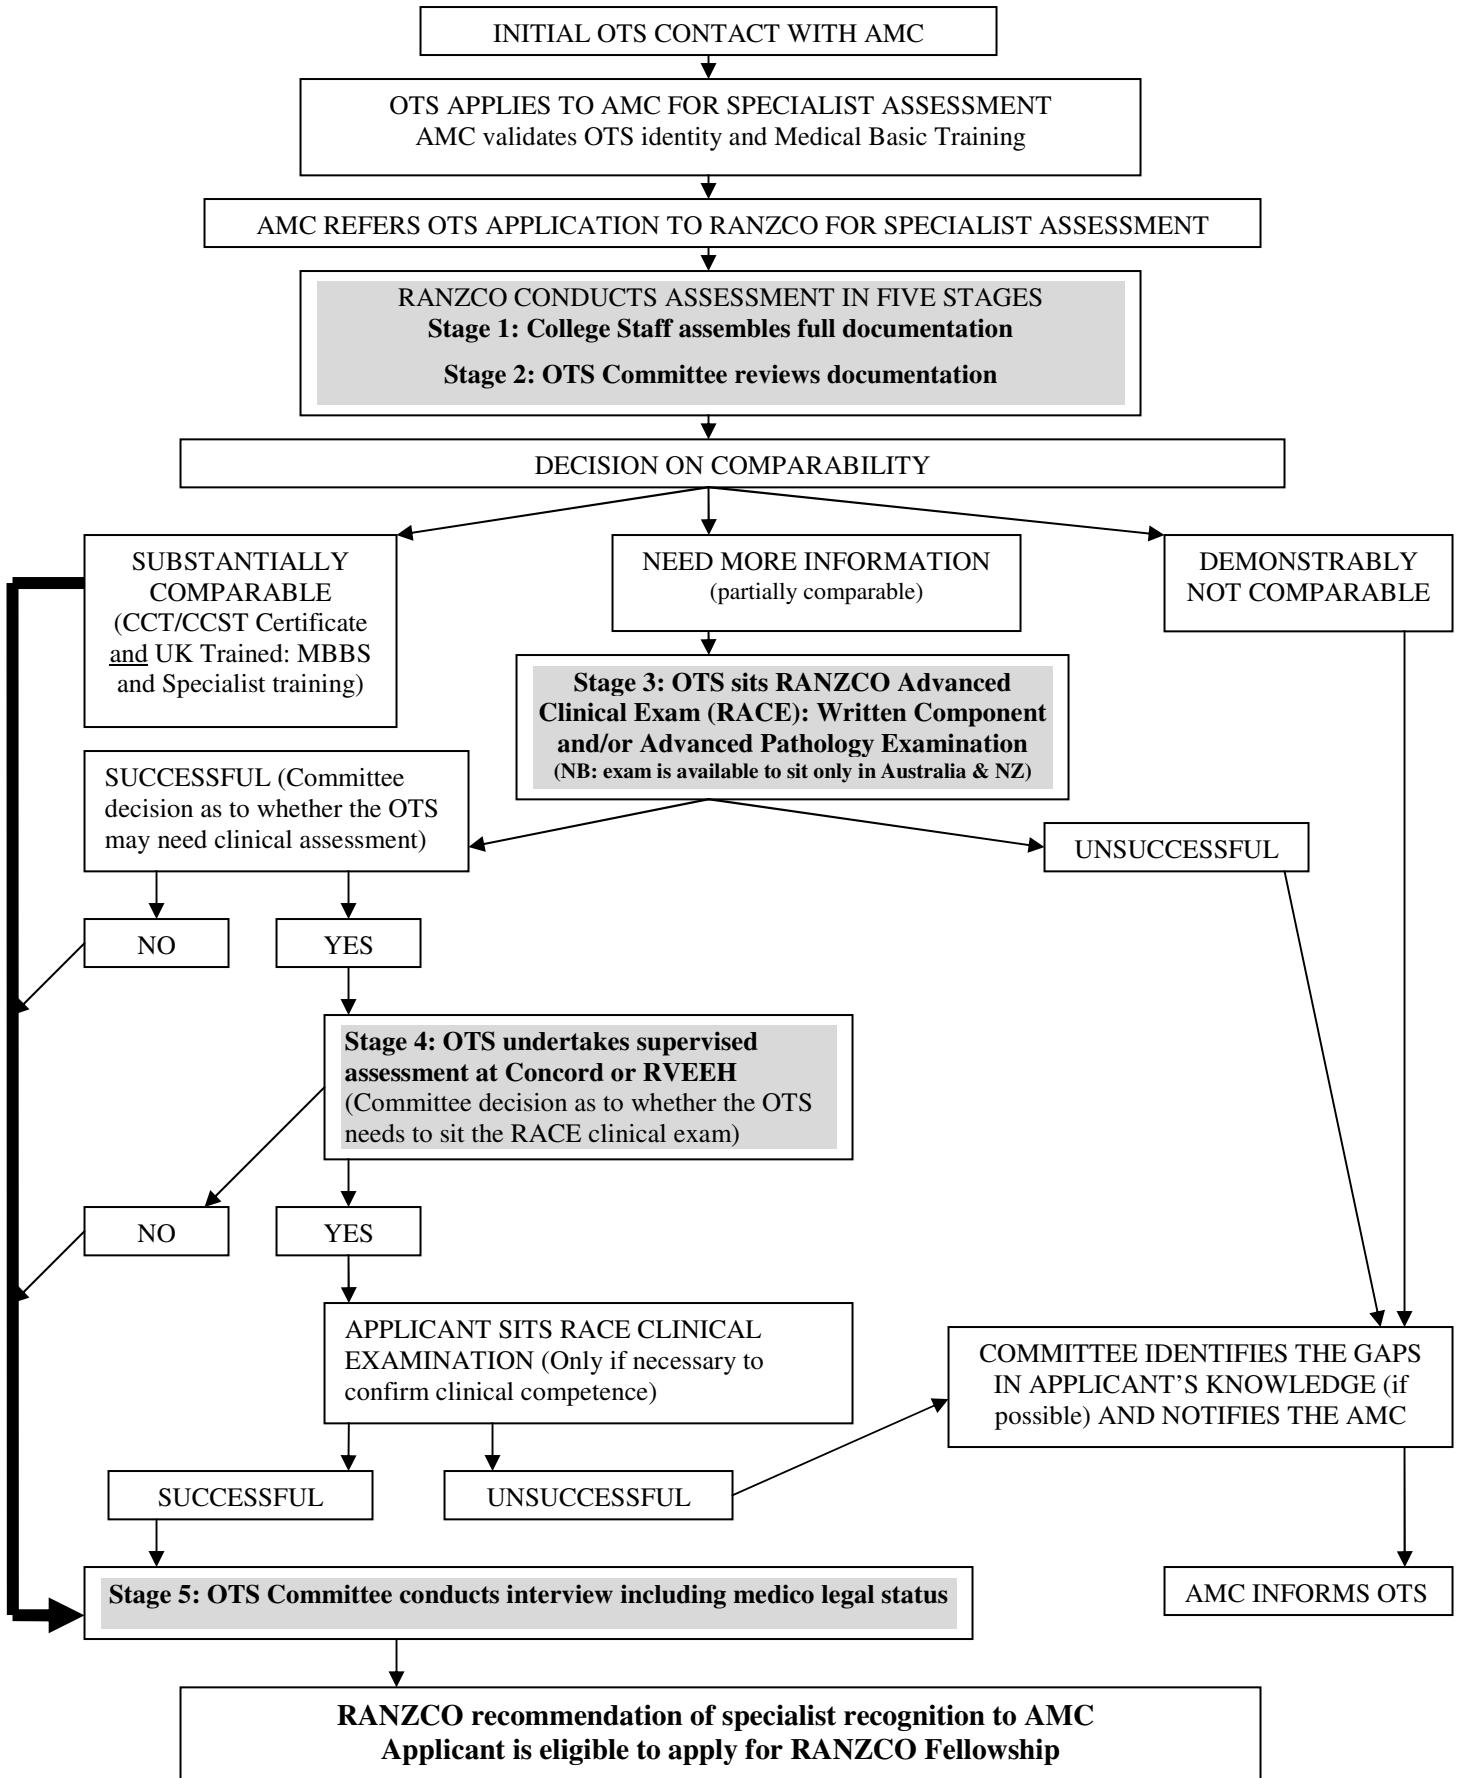 INITIAL OTS CONTACT WITH AMC
OTS APPLIES TO AMC FOR SPECIALIST ASSESSMENT
AMC validates OTS identity and Medical Basic Training
AMC REFERS OTS APPLICATION TO RANZCO FOR SPECIALIST ASSESSMENT
RANZCO CONDUCTS ASSESSMENT IN FIVE STAGES
Stage 1: College Staff assembles full documentation
Stage 2: OTS Committee reviews documentation
DECISION ON COMPARABILITY
SUBSTANTIALLY
COMPARABLE
(CCT/CCST Certificate
and UK Trained: MBBS
and Specialist training)
NEED MORE INFORMATION
(partially comparable)
DEMONSTRABLY
NOT COMPARABLE
Stage 3: OTS sits RANZCO Advanced
Clinical Exam (RACE): Written Component
and/or Advanced Pathology Examination
(NB: exam is available to sit only in Australia & NZ)
SUCCESSFUL (Committee
decision as to whether the OTS
may need clinical assessment)
UNSUCCESSFUL
NO
YES
Stage 4: OTS undertakes supervised
assessment at Concord or RVEEH
(Committee decision as to whether the OTS
needs to sit the RACE clinical exam)
NO
YES
APPLICANT SITS RACE CLINICAL
EXAMINATION (Only if necessary to
confirm clinical competence)
COMMITTEE IDENTIFIES THE GAPS
IN APPLICANT'S KNOWLEDGE (if
possible) AND NOTIFIES THE AMC
SUCCESSFUL
UNSUCCESSFUL
Stage 5: OTS Committee conducts interview including medico legal status
AMC INFORMS OTS
RANZCO recommendation of specialist recognition to AMC
Applicant is eligible to apply for RANZCO Fellowship